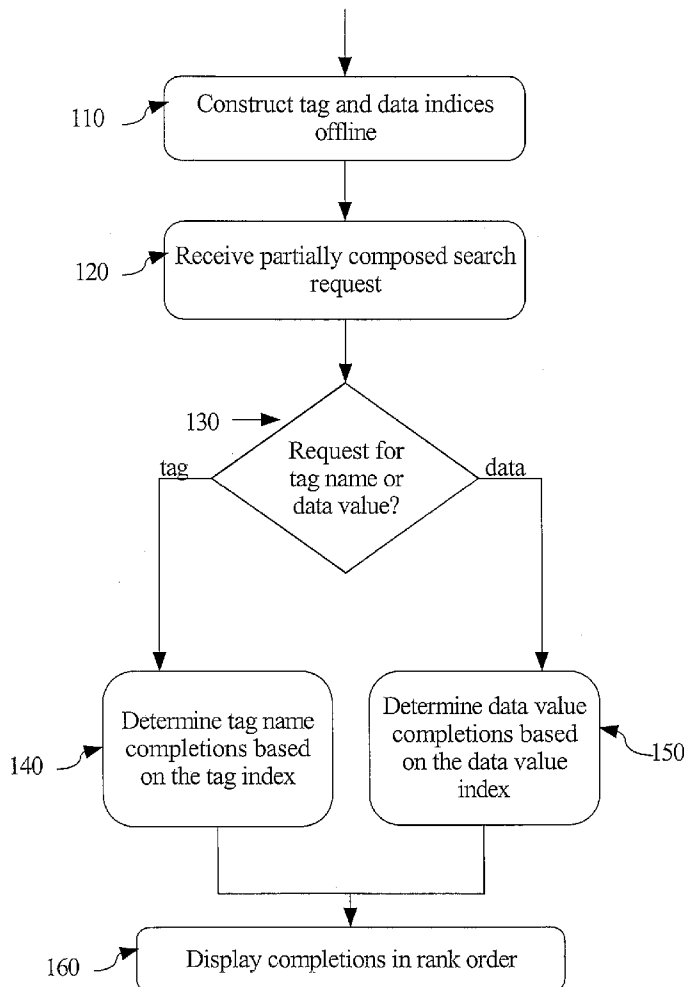 110
Construct tag and data indices
offline
120
Receive partially composed search
request
130
Request for
tag name or
data value?
tag
data
140
Determine tag name
completions based
on the tag index
Determine data value
completions based
on the data value
index
150
160
Display completions in rank order